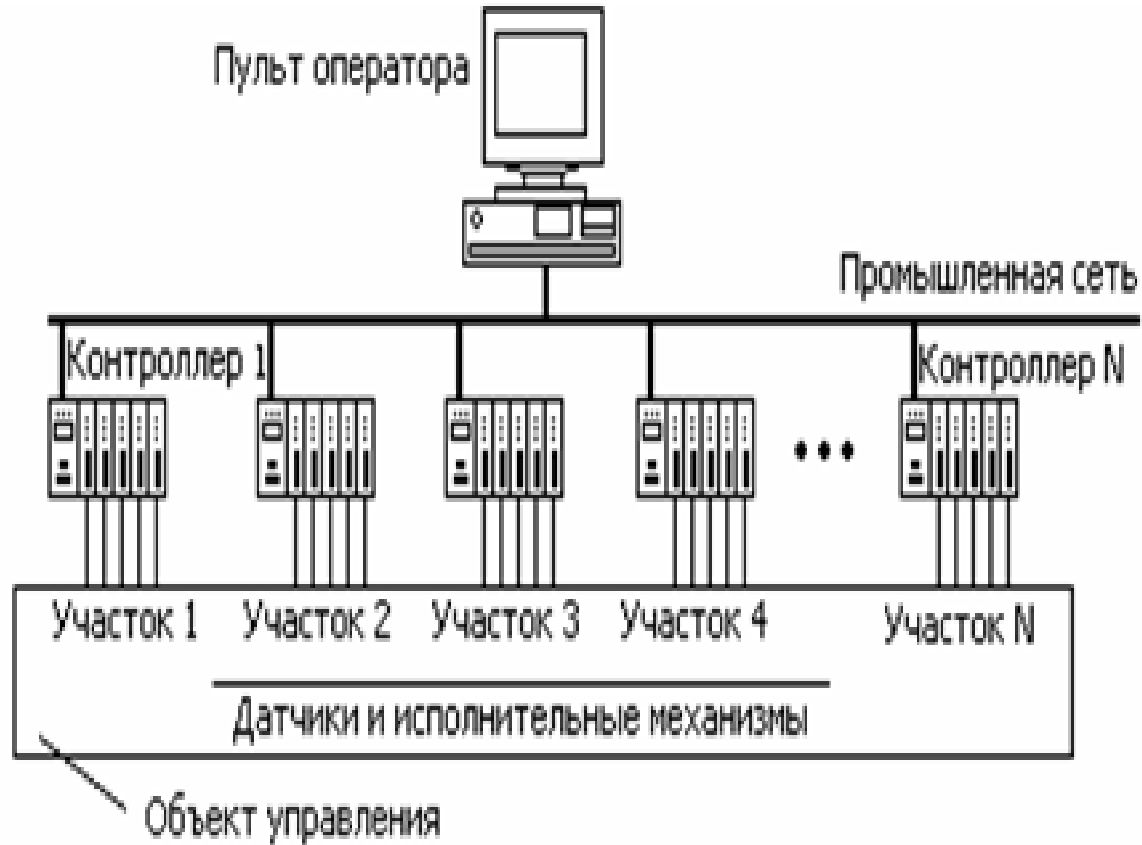 Пульт оператора
Промышленная сеть
Контроллер 1
Контроллер N
Участок 1
Участок 2
Участок 3
Участок 4
Участок N
Датчики и исполнительные механизмы
Объект управления